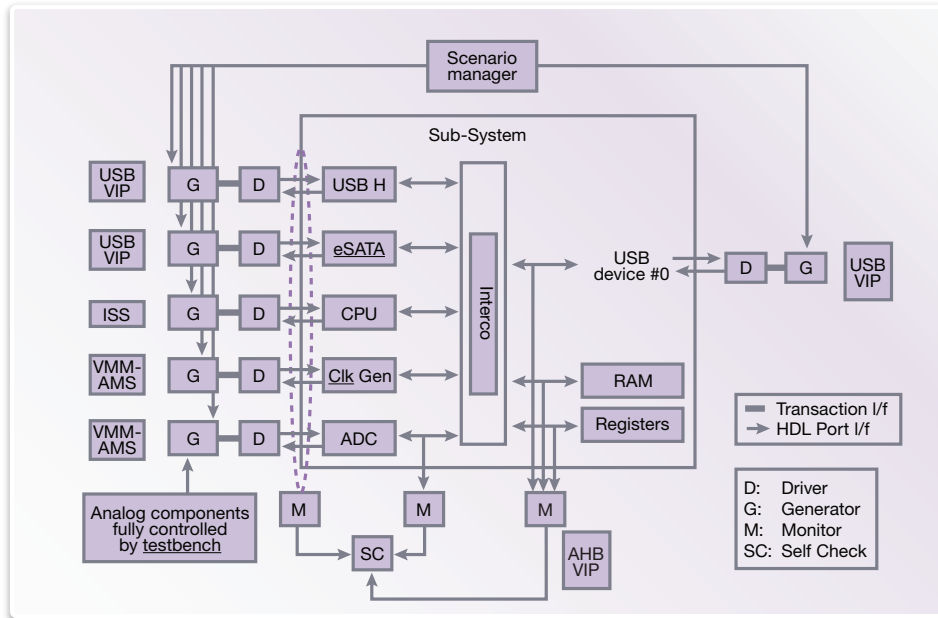 Scenario
manager
Sub-System
USB
VIP
G
D
USB H
USB
VIP
G
D
eSATA
ISS
G
D
CPU
VMM-
AMS
G
D
Clk Gen
VMM-
AMS
G
D
ADC
Interco
USB
device #0
D
G
USB
VIP
RAM
Registers
Transaction I/f
HDL Port I/f
Analog components
fully controlled
by testbench
M
M
M
SC
AHB
VIP
D: Driver
G: Generator
M: Monitor
SC: Self Check